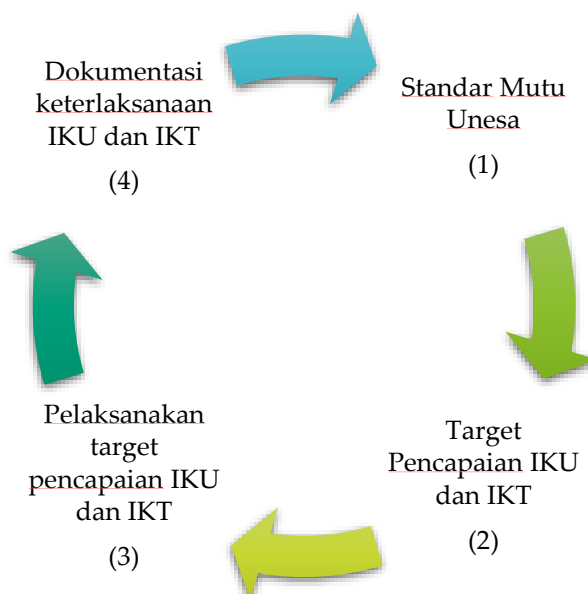 Standar Mutu
Unesa
(1)
Target
Pencapaian IKU
dan IKT
(2)
Pelaksanakan
target
pencapaian IKU
dan IKT
(3)
Dokumentasi
keterlaksanaan
IKU dan IKT
(4)